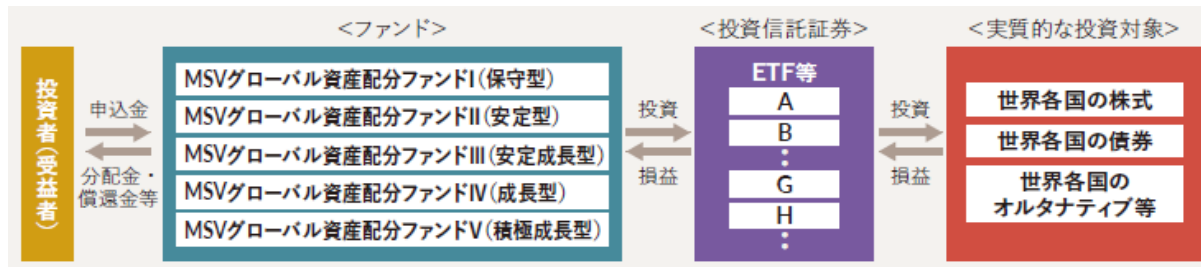 <ファンド>
<投資信託証券>
<実質的な投資対象>
投資者(受益者)
申込金
分配金・
償還金等
MSVグローバル資産配分ファンドI(保守型)
MSVグローバル資産配分ファンドII(安定型)
MSVグローバル資産配分ファンドIII(安定成長型)
MSVグローバル資産配分ファンドIV(成長型)
MSVグローバル資産配分ファンドV(積極成長型)
投資
損益
ETF等
A
B
⋮
G
H
⋮
投資
損益
世界各国の株式
世界各国の債券
世界各国の
オルタナティブ等